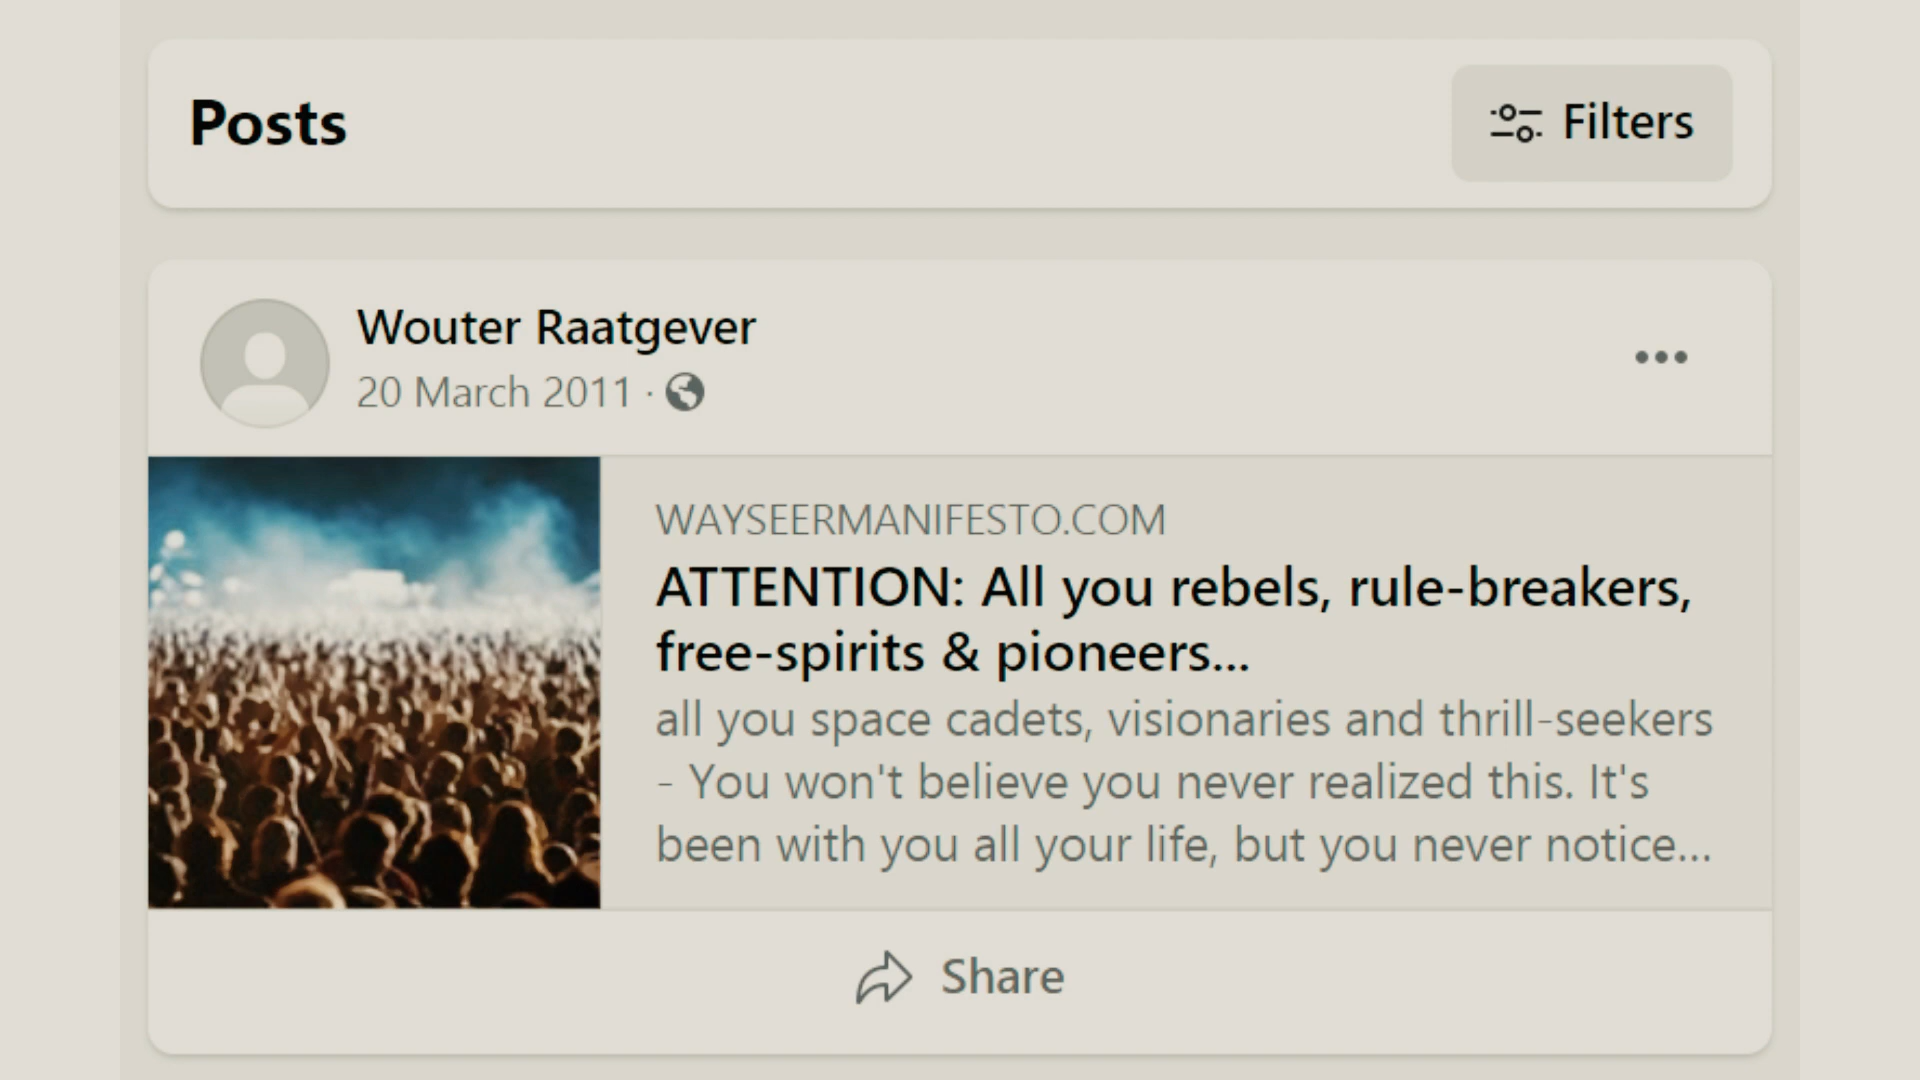 Posts
Filters
Wouter Raatgever
20 March 2011 ·
WAYSEERMANIFESTO.COM
ATTENTION: All you rebels, rule-breakers,
free-spirits & pioneers...
all you space cadets, visionaries and thrill-seekers
- You won't believe you never realized this. It's
been with you all your life, but you never notice...
Share